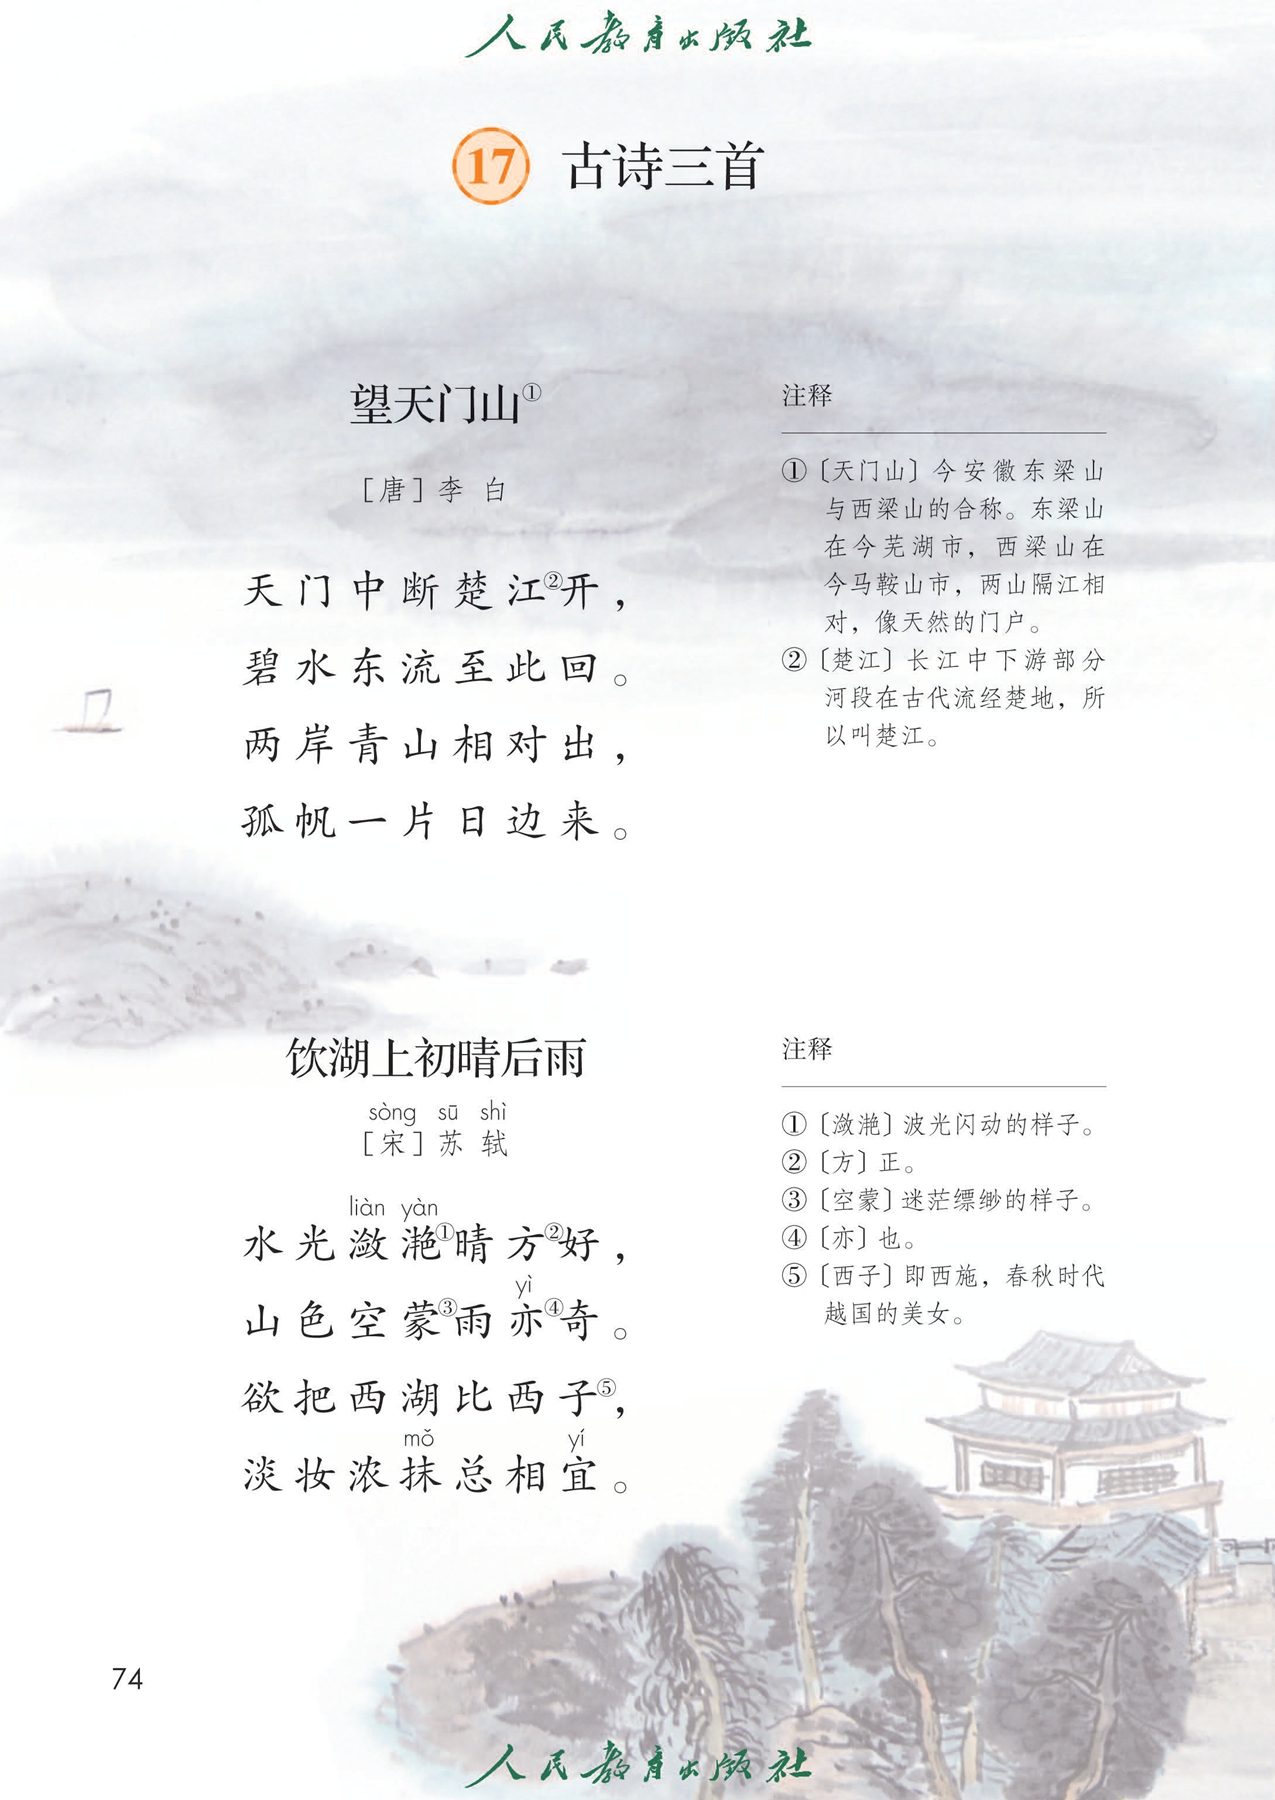 人民教育出版社
17 古诗三首
望天门山①
［唐］李 白
天门中断楚江②开，
碧水东流至此回。
两岸青山相对出，
孤帆一片日边来。
注释
①〔天门山〕今安徽东梁山
与西梁山的合称。东梁山
在今芜湖市，西梁山在
今马鞍山市，两山隔江相
对，像天然的门户。
②〔楚江〕长江中下游部分
河段在古代流经楚地，所
以叫楚江。
饮湖上初晴后雨
sòng sū shì
［宋］苏 轼
liàn yàn
水光潋滟①晴方②好，
yì
山色空蒙③雨亦④奇。
欲把西湖比西子⑤，
mǒ yí
淡妆浓抹总相宜。
注释
①〔潋滟〕波光闪动的样子。
②〔方〕正。
③〔空蒙〕迷茫缥缈的样子。
④〔亦〕也。
⑤〔西子〕即西施，春秋时代
越国的美女。
74
人民教育出版社